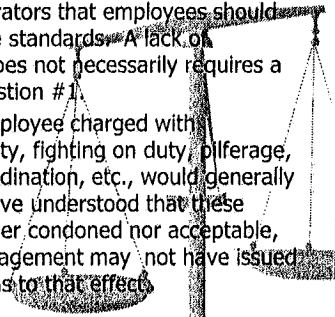 rators that employees should
e standards. A lack of
oes not necessarily requires a
stion #1.
ployee charged with
ty, fighting on duty, pilferage,
dination, etc., would generally
ve understood that these
er condoned nor acceptable,
agement may not have issued
ns to that effect.